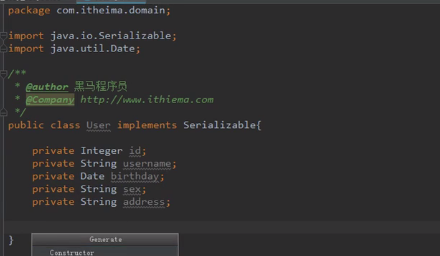 package com.itheima.domain;
import java.io.Serializable;
import java.util.Date;
/**
* @author 黑马程序员
* @Company http://www.ithiema.com
*/
public class User implements Serializable{
private Integer id;
private String username;
private Date birthday;
private String sex;
private String address;
}
Generate
Constructor